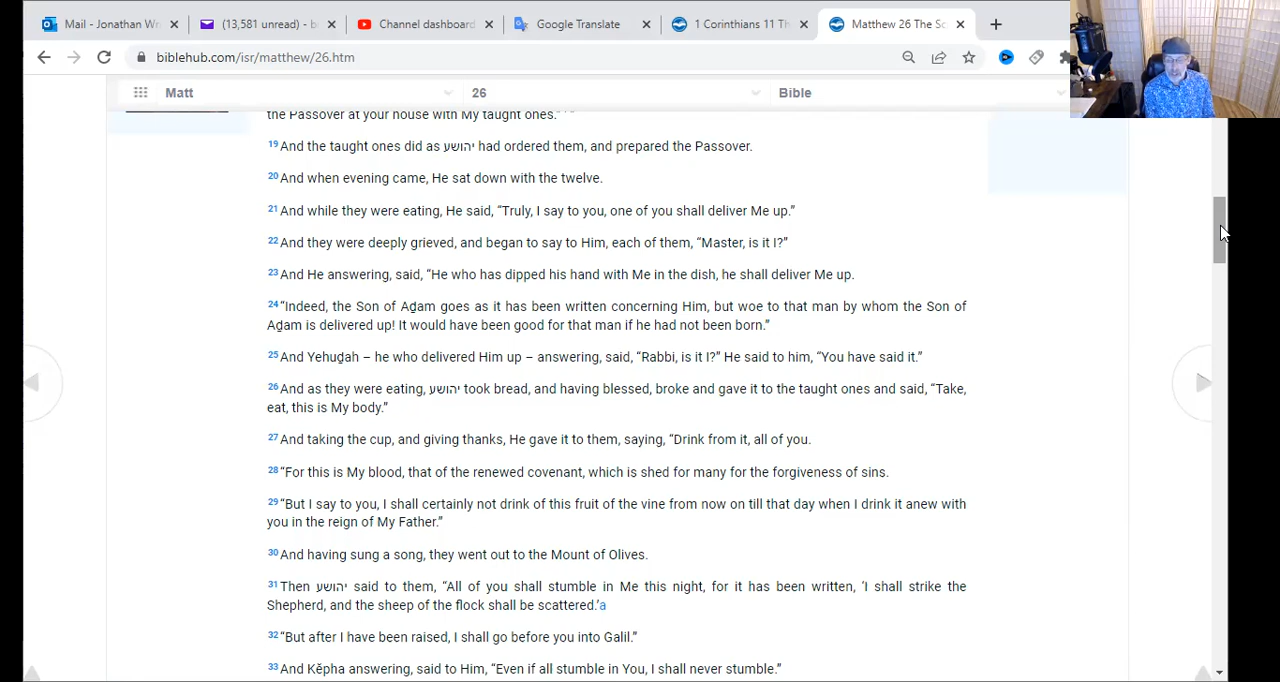 Mail - Jonathan Wr
(13,581 unread) - b
Channel dashboard
Google Translate
1 Corinthians 11 Th
Matthew 26 The Sc
biblehub.com/isr/matthew/26.htm
Matt
26
Bible
the Passover at your house with My taught ones.”
19 And the taught ones did as יהושע had ordered them, and prepared the Passover.
20 And when evening came, He sat down with the twelve.
21 And while they were eating, He said, “Truly, I say to you, one of you shall deliver Me up.”
22 And they were deeply grieved, and began to say to Him, each of them, “Master, is it I?”
23 And He answering, said, “He who has dipped his hand with Me in the dish, he shall deliver Me up.
24 “Indeed, the Son of Aḏam goes as it has been written concerning Him, but woe to that man by whom the Son of
Aḏam is delivered up! It would have been good for that man if he had not been born.”
25 And Yehuḏah – he who delivered Him up – answering, said, “Rabbi, is it I?” He said to him, “You have said it.”
26 And as they were eating, יהושע took bread, and having blessed, broke and gave it to the taught ones and said, “Take,
eat, this is My body.”
27 And taking the cup, and giving thanks, He gave it to them, saying, “Drink from it, all of you.
28 “For this is My blood, that of the renewed covenant, which is shed for many for the forgiveness of sins.
29 “But I say to you, I shall certainly not drink of this fruit of the vine from now on till that day when I drink it anew with
you in the reign of My Father.”
30 And having sung a song, they went out to the Mount of Olives.
31 Then יהושע said to them, “All of you shall stumble in Me this night, for it has been written, ‘I shall strike the
Shepherd, and the sheep of the flock shall be scattered.’a
32 “But after I have been raised, I shall go before you into Galil.”
33 And Kĕpha answering, said to Him, “Even if all stumble in You, I shall never stumble.”